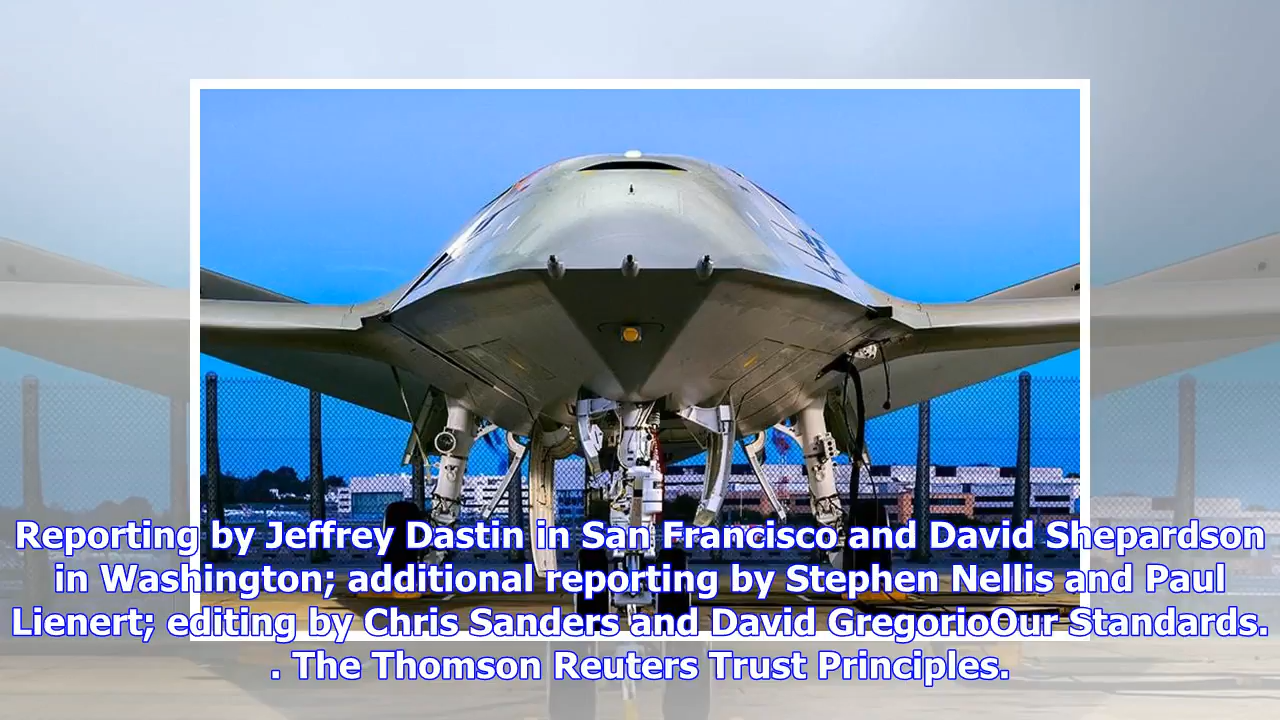 Reporting by Jeffrey Dastin in San Francisco and David Shepardson
in Washington; additional reporting by Stephen Nellis and Paul
Lienert; editing by Chris Sanders and David GregorioOur Standards.
. The Thomson Reuters Trust Principles.